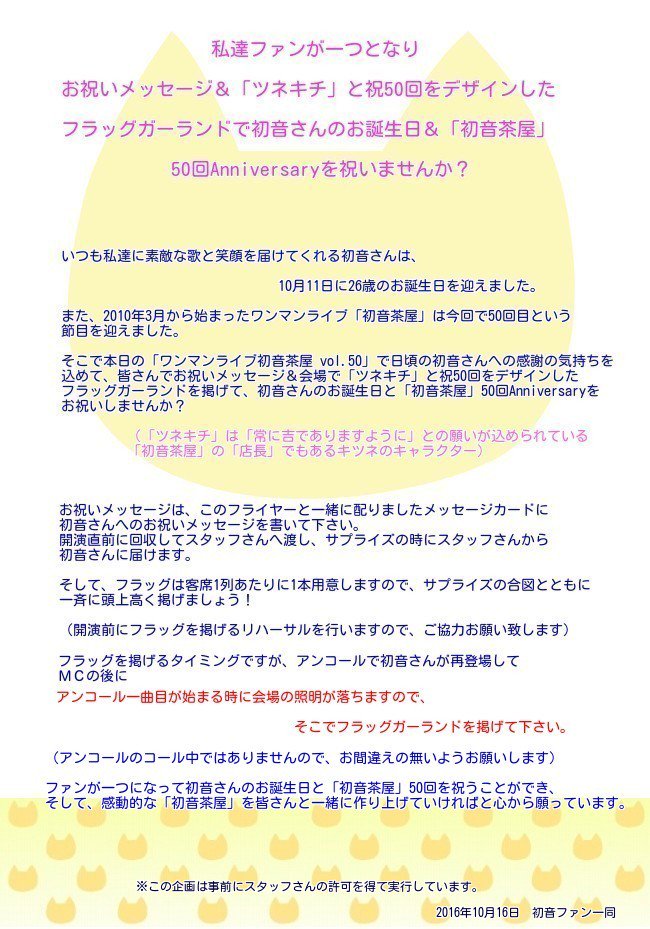 私達ファンが一つとなり
お祝いメッセージ＆「ツネキチ」と祝50回をデザインした
フラッグガーランドで初音さんのお誕生日＆「初音茶屋」
50回Anniversaryを祝いませんか？
いつも私達に素敵な歌と笑顔を届けてくれる初音さんは、
10月11日に26歳のお誕生日を迎えました。
また、2010年3月から始まったワンマンライブ「初音茶屋」は今回で50回目という
節目を迎えました。
そこで本日の「ワンマンライブ初音茶屋 vol.50」で日頃の初音さんへの感謝の気持ちを
込めて、皆さんでお祝いメッセージ＆会場で「ツネキチ」と祝50回をデザインした
フラッグガーランドを掲げて、初音さんのお誕生日と「初音茶屋」50回Anniversaryを
お祝いしませんか？
（「ツネキチ」は「常に吉でありますように」との願いが込められている
「初音茶屋」の「店長」でもあるキツネのキャラクター）
お祝いメッセージは、このフライヤーと一緒に配りましたメッセージカードに
初音さんへのお祝いメッセージを書いて下さい。
開演直前に回収してスタッフさんへ渡し、サプライズの時にスタッフさんから
初音さんに届けます。
そして、フラッグは客席1列あたりに1本用意しますので、サプライズの合図とともに
一斉に頭上高く掲げましょう！
（開演前にフラッグを掲げるリハーサルを行いますので、ご協力お願い致します）
フラッグを掲げるタイミングですが、アンコールで初音さんが再登場して
ＭＣの後に
アンコール一曲目が始まる時に会場の照明が落ちますので、
そこでフラッグガーランドを掲げて下さい。
（アンコールのコール中ではありませんので、お間違えの無いようお願いします）
ファンが一つになって初音さんのお誕生日と「初音茶屋」50回を祝うことができ、
そして、感動的な「初音茶屋」を皆さんと一緒に作り上げていければと心から願っています。
※この企画は事前にスタッフさんの許可を得て実行しています。
2016年10月16日　初音ファン一同